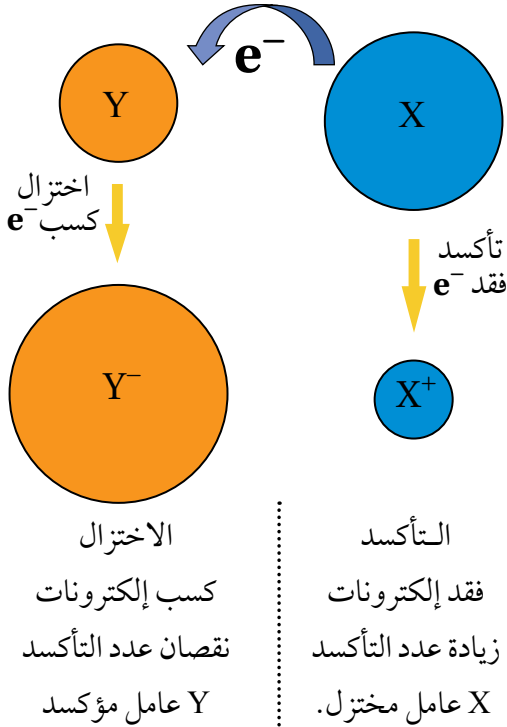 e⁻
X
Y
تأكسد
فقد e⁻
اختزال
كسب e⁻
X⁺
Y⁻
التأكسد
فقد إلكترونات
زيادة عدد التأكسد
X عامل مختزل.
الاختزال
كسب إلكترونات
نقصان عدد التأكسد
Y عامل مؤكسد